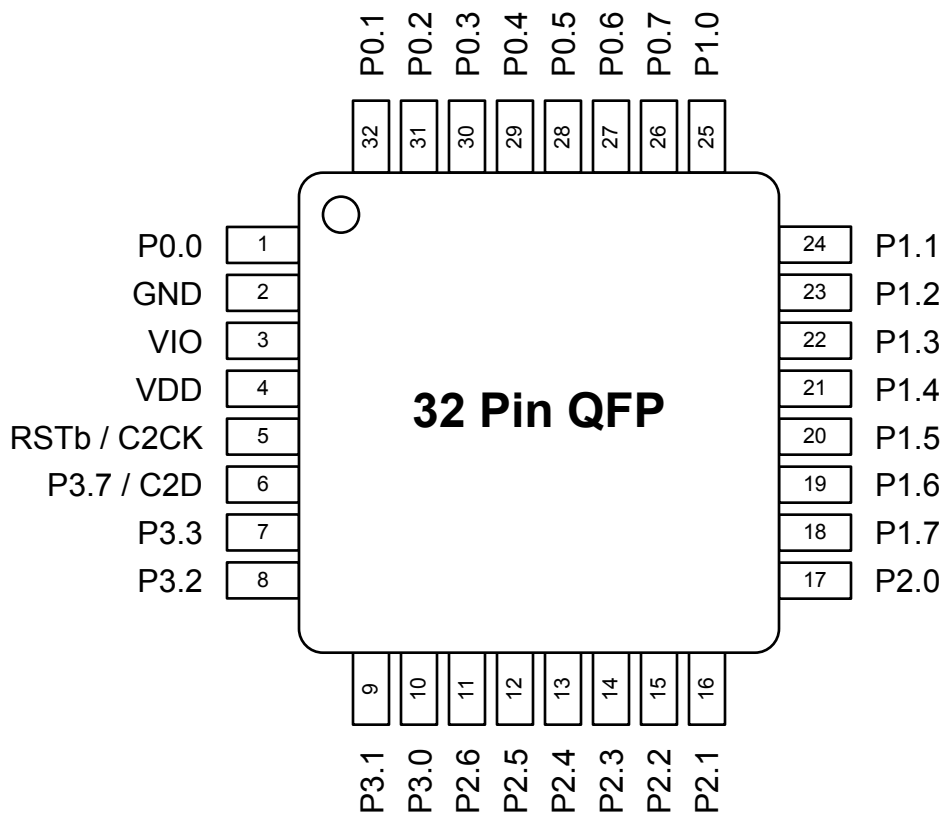 P0.1 P0.2 P0.3 P0.4 P0.5 P0.6 P0.7 P1.0
32 31 30 29 28 27 26 25
P0.0 1 24 P1.1
GND 2 23 P1.2
VIO 3 22 P1.3
VDD 4 21 P1.4
32 Pin QFP
RSTb / C2CK 5 20 P1.5
P3.7 / C2D 6 19 P1.6
P3.3 7 18 P1.7
P3.2 8 17 P2.0
9 10 11 12 13 14 15 16
P3.1 P3.0 P2.6 P2.5 P2.4 P2.3 P2.2 P2.1